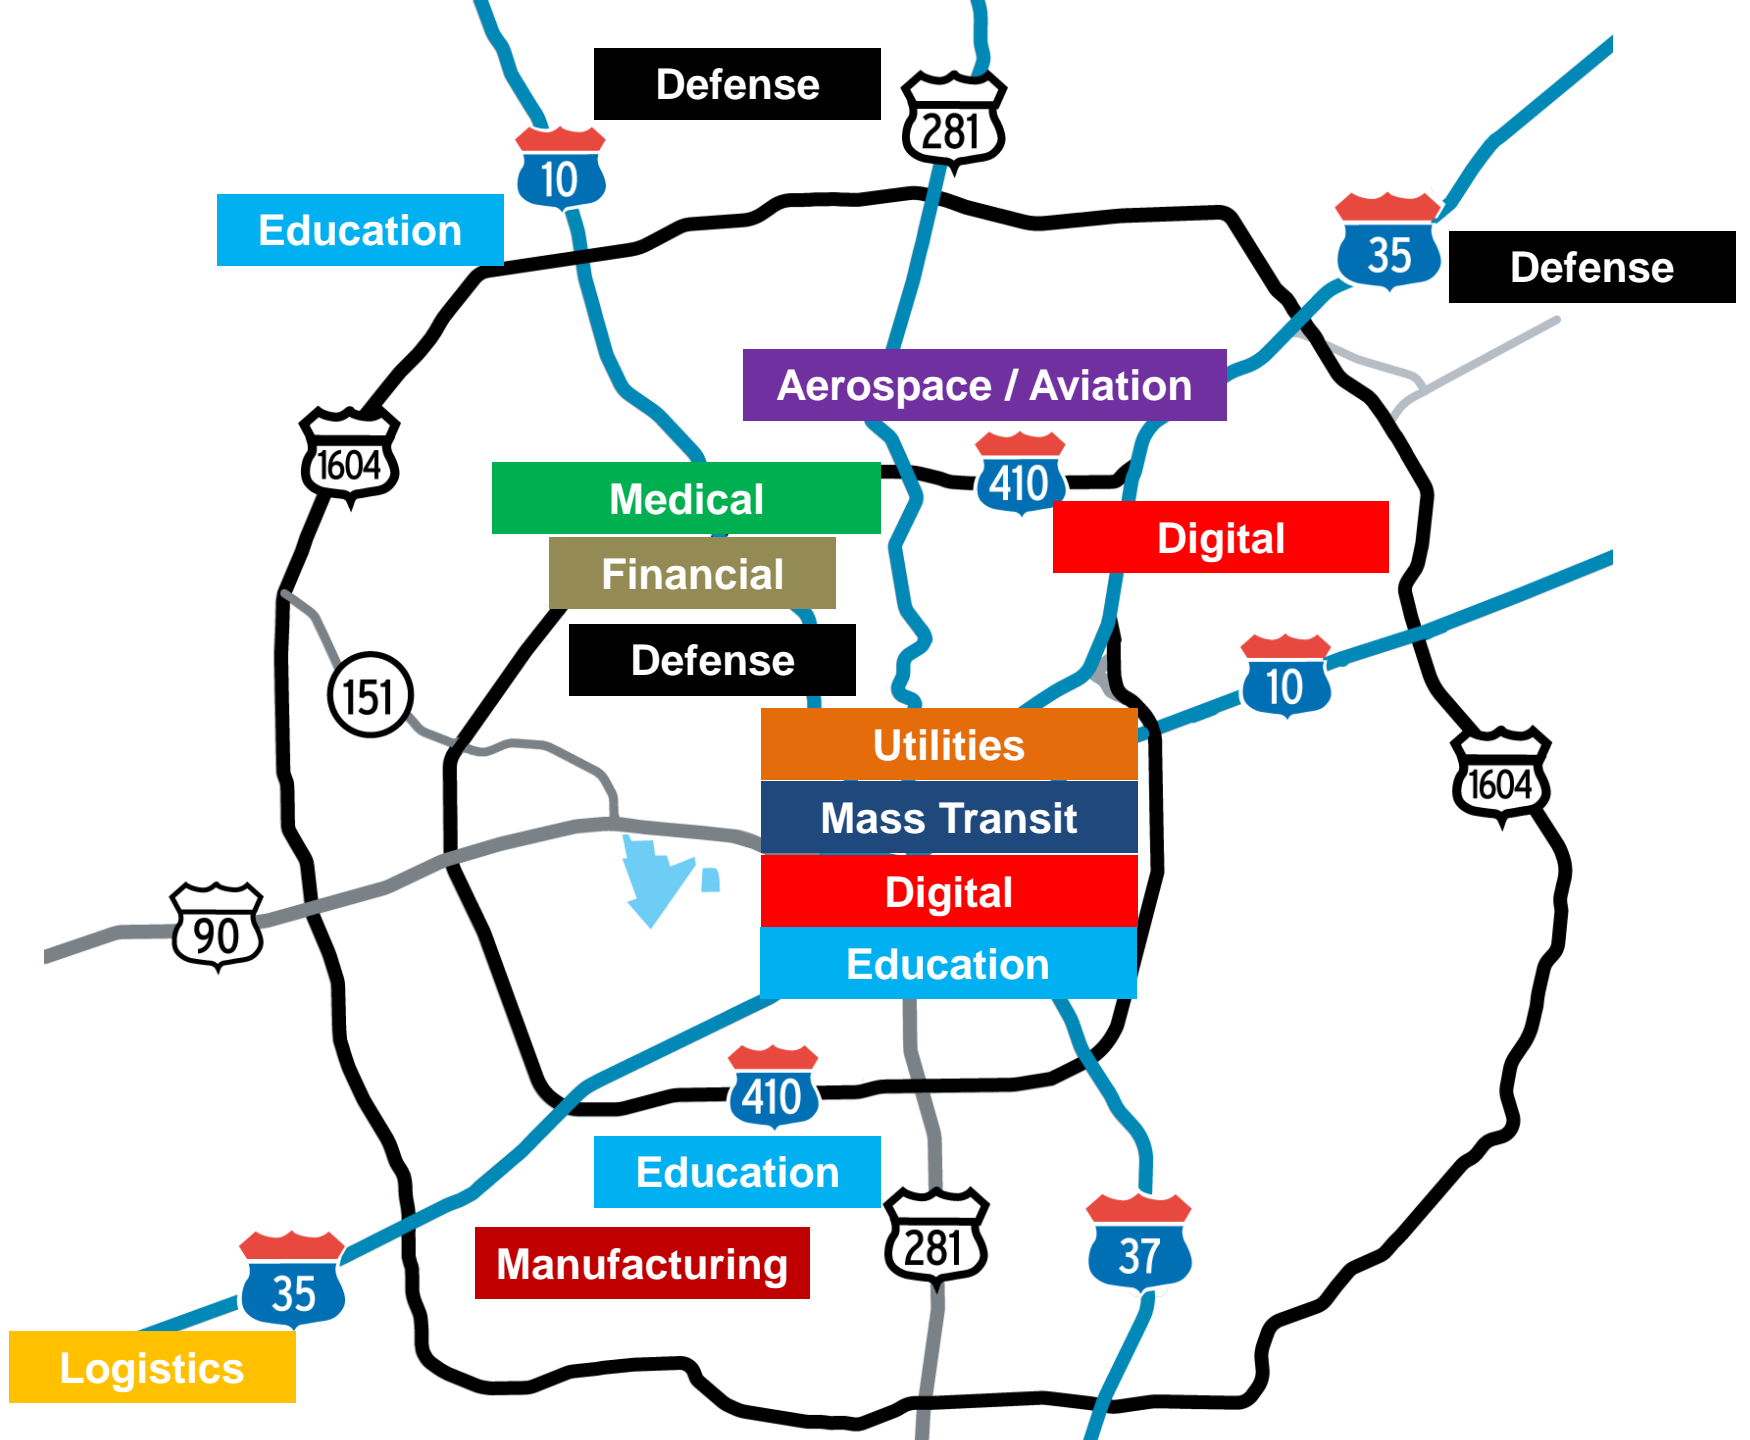 Defense
281
10
Education
35
Defense
Aerospace / Aviation
1604
410
Medical
Digital
Financial
Defense
10
151
Utilities
1604
Mass Transit
Digital
90
Education
410
Education
281
37
Manufacturing
35
Logistics